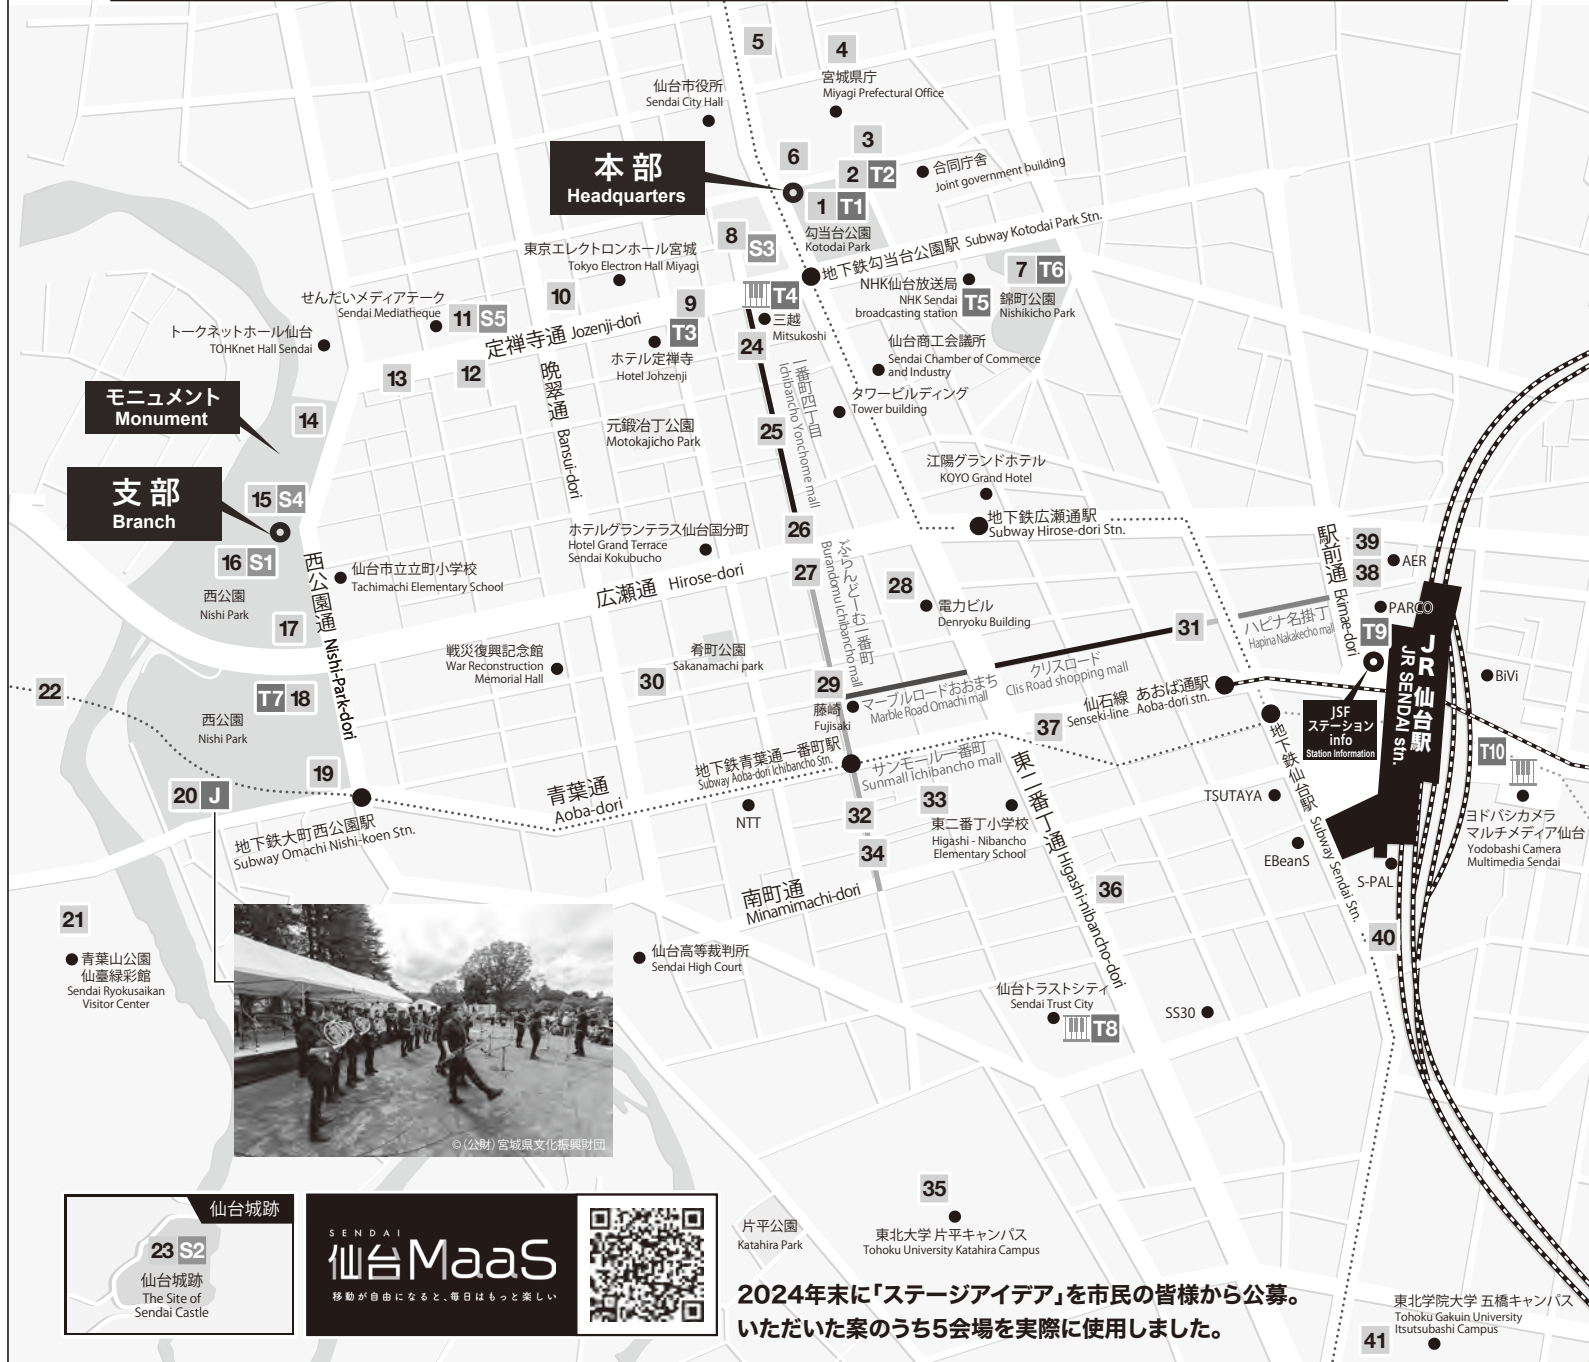 5
4
宮城県庁
Miyagi Prefectural Office
仙台市役所
Sendai City Hall
3
6
本部
Headquarters
2 T2
合同庁舎
Joint government building
1 T1
勾当台公園
Kotodai Park
8
S3
地下鉄勾当台公園駅 Subway Kotodai Park Stn.
東京エレクトロンホール宮城
Tokyo Electron Hall Miyagi
7 T6
錦町公園
Nishikicho Park
NHK仙台放送局
NHK Sendai
broadcasting station
T5
せんだいメディアテーク
Sendai Mediatheque
10
9
T3
T4
三越
Mitsukoshi
11 S5
定禅寺通 Jozenji-dori
トークネットホール仙台
TOHKnet Hall Sendai
ホテル定禅寺
Hotel Johzenji
24
仙台商工会議所
Sendai Chamber of Commerce
and Industry
13
12
晩翠通 Bansui-dori
一番町四丁目
Ichibancho Yonchome mall
タワービルディング
Tower building
モニュメント
Monument
14
元鍛冶丁公園
Motokajicho Park
25
江陽グランドホテル
KOYO Grand Hotel
支部
Branch
15 S4
16 S1
西公園
Nishi Park
26
地下鉄広瀬通駅
Subway Hirose-dori Stn.
ホテルグランテラス仙台国分町
Hotel Grand Terrace
Sendai Kokubucho
西公園通 Nishi-Park-dori
仙台市立立町小学校
Tachimachi Elementary School
広瀬通 Hirose-dori
27
ぶらんどーむ一番町
Burandomu Ichibancho mall
28
電力ビル
Denryoku Building
駅前通 Ekimae-dori
39
38
AER
PARCO
17
31
ハピナ名掛丁
Hapina Nakakecho mall
T9
JR 仙台駅
JR SENDAI stn.
戦災復興記念館
War Reconstruction
Memorial Hall
肴町公園
Sakanamachi park
30
29
藤崎
Fujisaki
マーブルロードおおまち
Marble Road Omachi mall
クリスロード
Clis Road shopping mall
仙石線 あおば通駅
Senseki-line Aoba-dori stn.
BiVi
22
T7 18
西公園
Nishi Park
JSF
ステーション
info
Station Information
37
地下鉄青葉通一番町駅
Subway Aoba-dori Ichibancho Stn.
サンモール一番町
Sunmall Ichibancho mall
東二番丁通 Higashi-nibancho-dori
地下鉄仙台駅 Subway Sendai Stn.
T10
19
20 J
青葉通
Aoba-dori
NTT
32
33
東二番丁小学校
Higashi - Nibancho
Elementary School
TSUTAYA
ヨドバシカメラ
マルチメディア仙台
Yodobashi Camera
Multimedia Sendai
地下鉄大町西公園駅
Subway Omachi Nishi-koen Stn.
34
EBeanS
S-PAL
南町通
Minamimachi-dori
36
21
青葉山公園
仙臺緑彩館
Sendai Ryokusaikan
Visitor Center
仙台高等裁判所
Sendai High Court
40
仙台トラストシティ
Sendai Trust City
T8
SS30
©(公財)宮城県文化振興財団
35
東北大学 片平キャンパス
Tohoku University Katahira Campus
片平公園
Katahira Park
仙台城跡
23 S2
仙台城跡
The Site of
Sendai Castle
SENDAI
仙台MaaS
移動が自由になると、毎日はもっと楽しい
2024年末に「ステージアイデア」を市民の皆様から公募。
いただいた案のうち5会場を実際に使用しました。
東北学院大学 五橋キャンパス
Tohoku Gakuin University
Itsutsubashi Campus
41